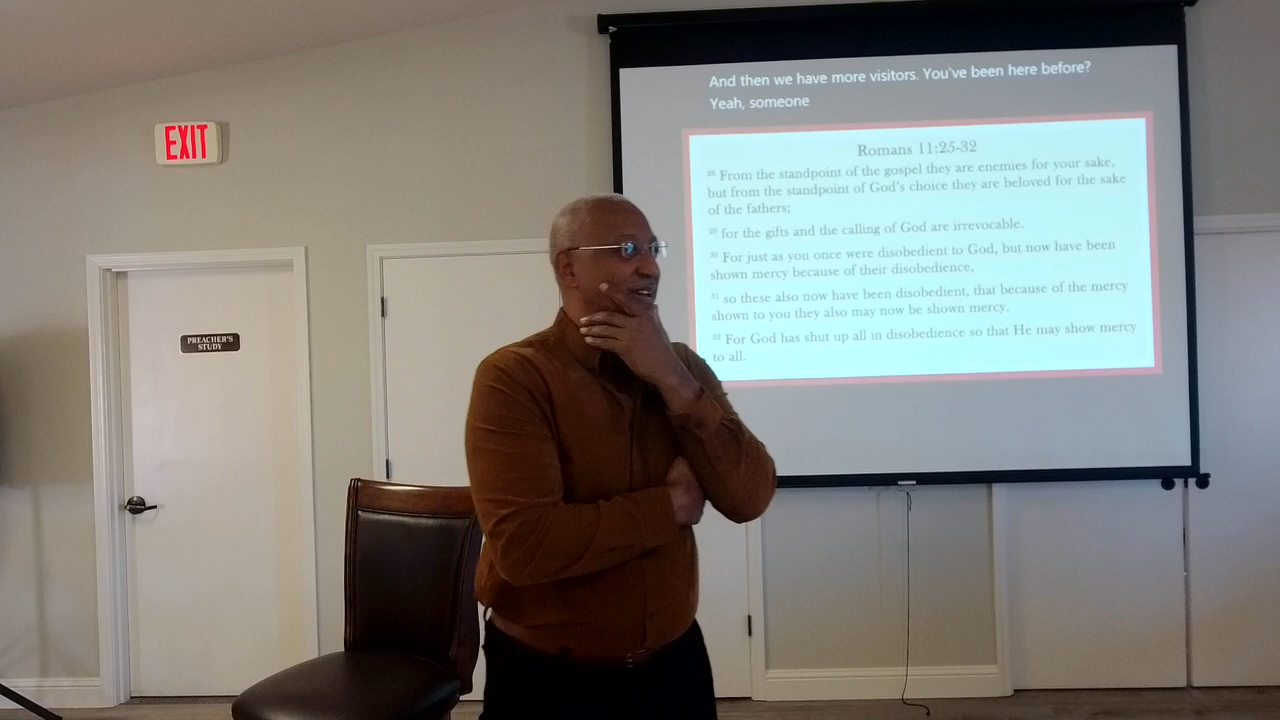 And then we have more visitors. You've been here before?
Yeah, someone
EXIT
Romans 11:25-32
28 From the standpoint of the gospel they are enemies for your sake,
but from the standpoint of God's choice they are beloved for the sake
of the fathers;
29 for the gifts and the calling of God are irrevocable.
30 For just as you once were disobedient to God, but now have been
shown mercy because of their disobedience,
31 so these also now have been disobedient, that because of the mercy
shown to you they also may now be shown mercy.
32 For God has shut up all in disobedience so that He may show mercy
to all.
PREACHER'S
STUDY